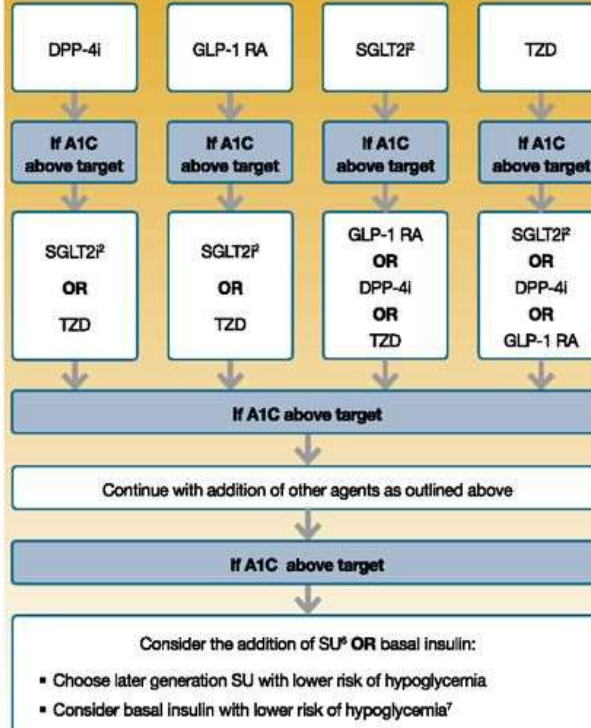 DPP-4i
GLP-1 RA
SGLT2i²
TZD
If A1C
above target
If A1C
above target
If A1C
above target
If A1C
above target
SGLT2i²
OR
TZD
SGLT2i²
OR
TZD
GLP-1 RA
OR
DPP-4i
OR
TZD
SGLT2i²
OR
DPP-4i
OR
GLP-1 RA
If A1C above target
Continue with addition of other agents as outlined above
If A1C above target
Consider the addition of SU⁶ OR basal insulin:
▪ Choose later generation SU with lower risk of hypoglycemia
▪ Consider basal insulin with lower risk of hypoglycemia⁷